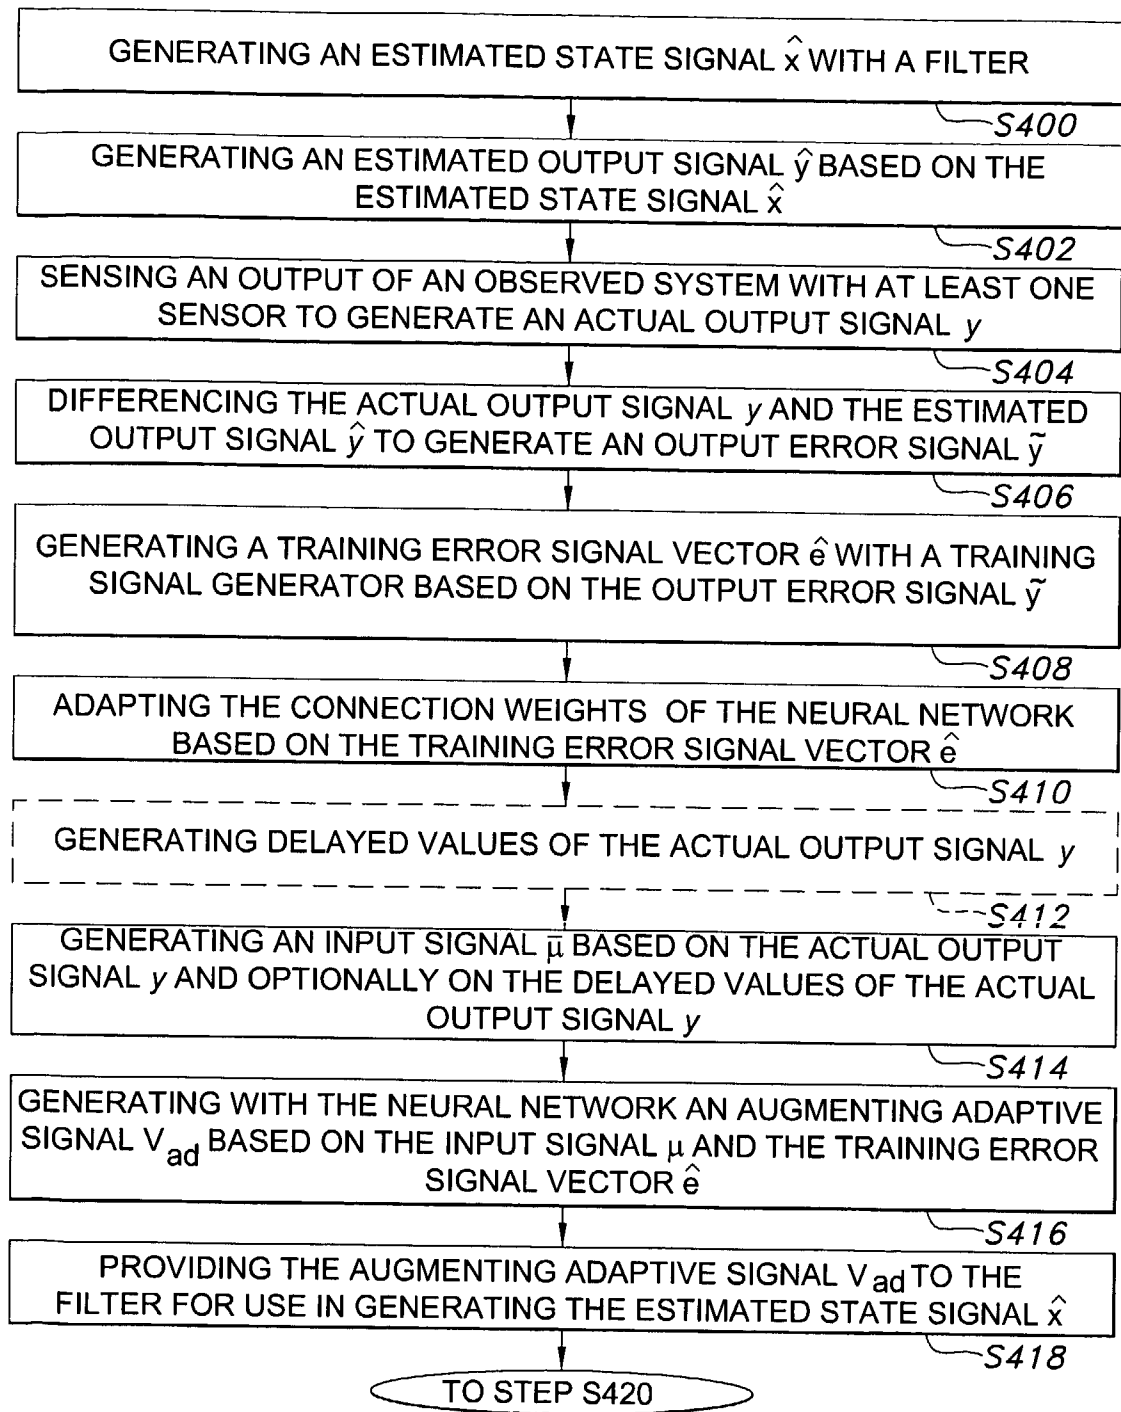 GENERATING AN ESTIMATED STATE SIGNAL x̂ WITH A FILTER
S400
GENERATING AN ESTIMATED OUTPUT SIGNAL ŷ BASED ON THE
ESTIMATED STATE SIGNAL x̂
S402
SENSING AN OUTPUT OF AN OBSERVED SYSTEM WITH AT LEAST ONE
SENSOR TO GENERATE AN ACTUAL OUTPUT SIGNAL y
S404
DIFFERENCING THE ACTUAL OUTPUT SIGNAL y AND THE ESTIMATED
OUTPUT SIGNAL ŷ TO GENERATE AN OUTPUT ERROR SIGNAL ỹ
S406
GENERATING A TRAINING ERROR SIGNAL VECTOR ê WITH A TRAINING
SIGNAL GENERATOR BASED ON THE OUTPUT ERROR SIGNAL ỹ
S408
ADAPTING THE CONNECTION WEIGHTS OF THE NEURAL NETWORK
BASED ON THE TRAINING ERROR SIGNAL VECTOR ê
S410
GENERATING DELAYED VALUES OF THE ACTUAL OUTPUT SIGNAL y
S412
GENERATING AN INPUT SIGNAL μ̅ BASED ON THE ACTUAL OUTPUT
SIGNAL y AND OPTIONALLY ON THE DELAYED VALUES OF THE ACTUAL
OUTPUT SIGNAL y
S414
GENERATING WITH THE NEURAL NETWORK AN AUGMENTING ADAPTIVE
SIGNAL V_ad BASED ON THE INPUT SIGNAL μ AND THE TRAINING ERROR
SIGNAL VECTOR ê
S416
PROVIDING THE AUGMENTING ADAPTIVE SIGNAL V_ad TO THE
FILTER FOR USE IN GENERATING THE ESTIMATED STATE SIGNAL x̂
S418
TO STEP S420